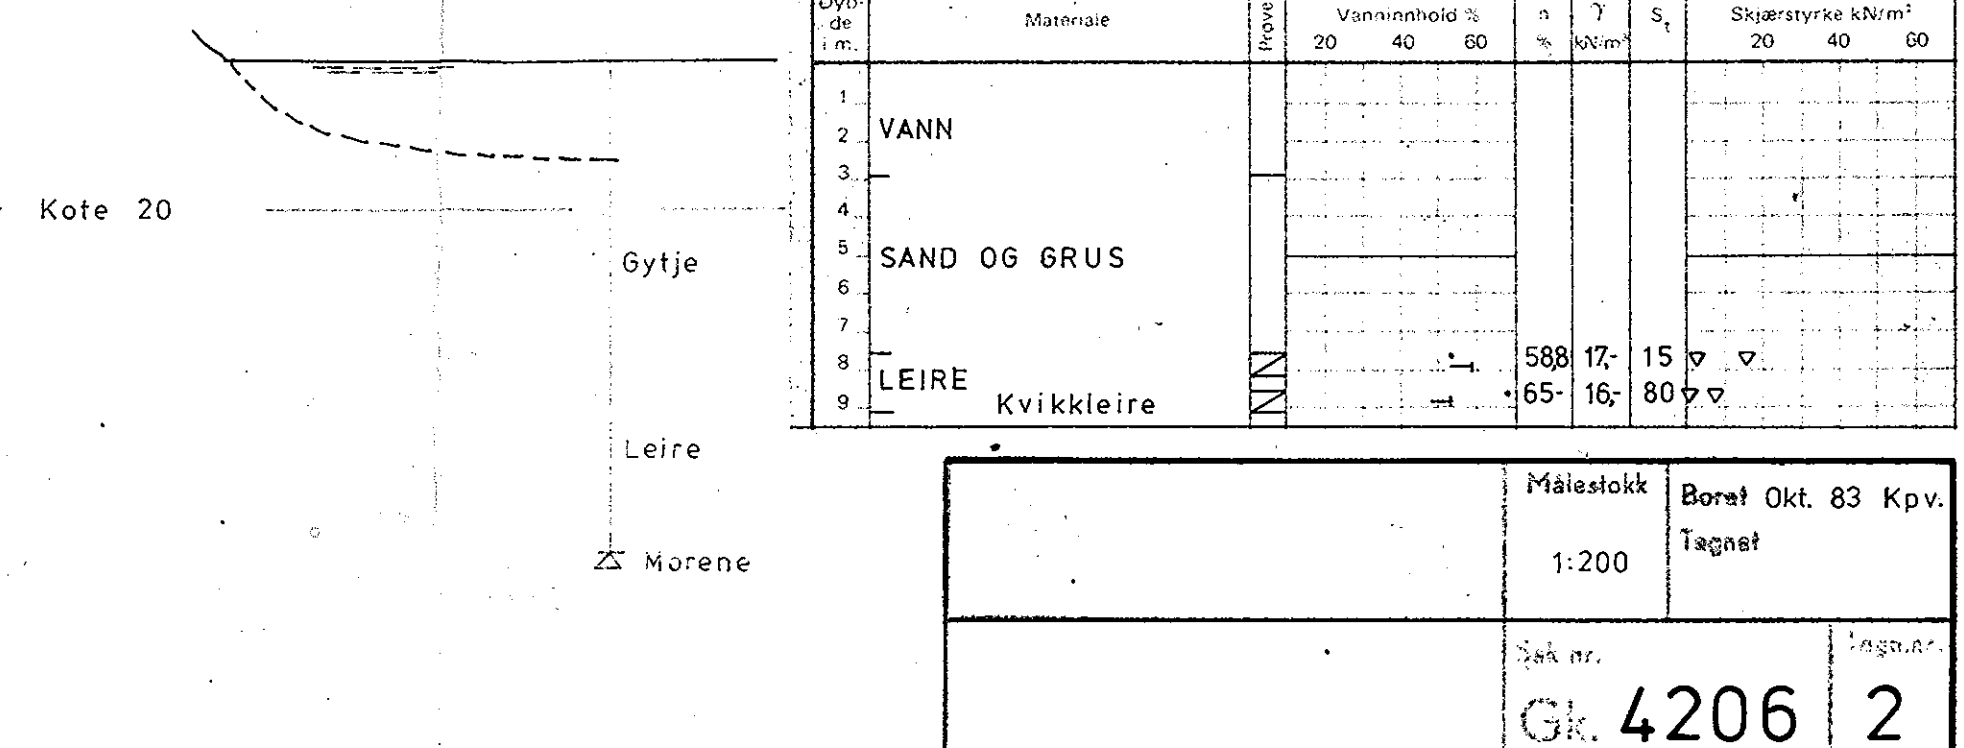 Dyb-
de
i m.
Materiale
Prøve
Vanninnhold %
20 40 60
n
%
γ
kN/m³
St
Skjærstyrke kN/m²
20 40 60
1
2 VANN
3
4
5 SAND OG GRUS
6
7
8 58,8 17,- 15
LEIRE
9 Kvikkleire 65- 16,- 80
Kote 20
Gytje
Leire
Morene
Målestokk
1:200
Boret Okt. 83 Kpv.
Tegnet
Sak nr.
Gk. 4206
Tegn.nr.
2